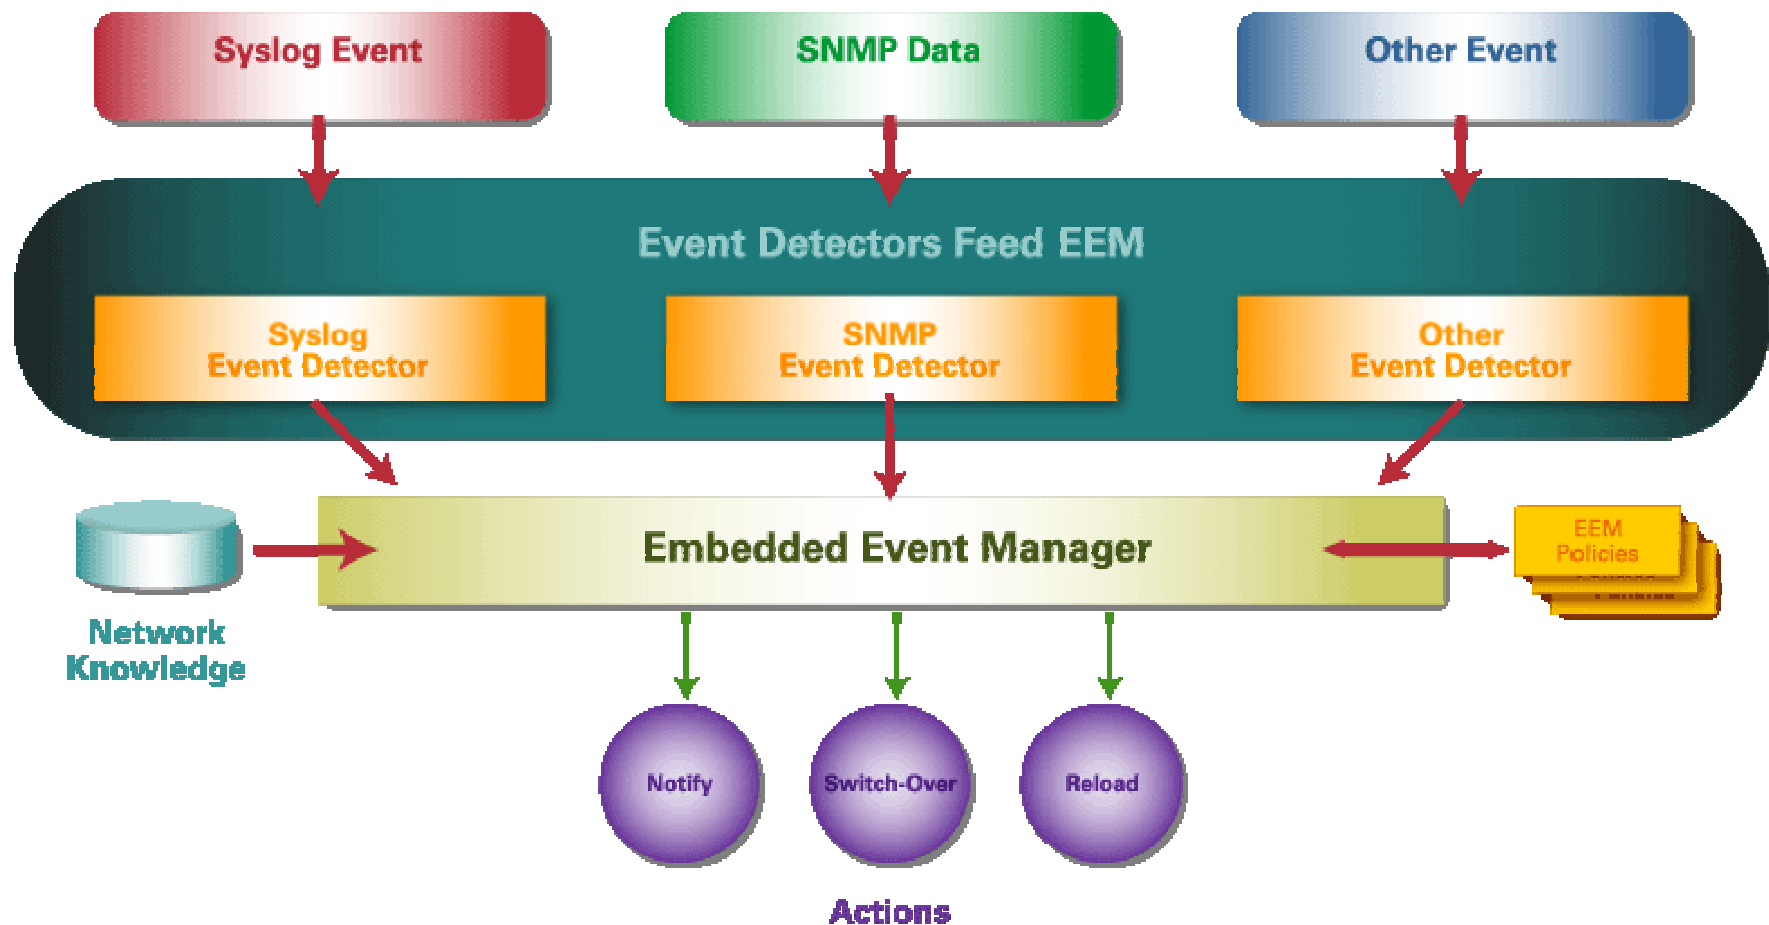 Syslog Event
SNMP Data
Other Event
Event Detectors Feed EEM
Syslog
Event Detector
SNMP
Event Detector
Other
Event Detector
Embedded Event Manager
EEM
Policies
Network
Knowledge
Notify
Switch-Over
Reload
Actions